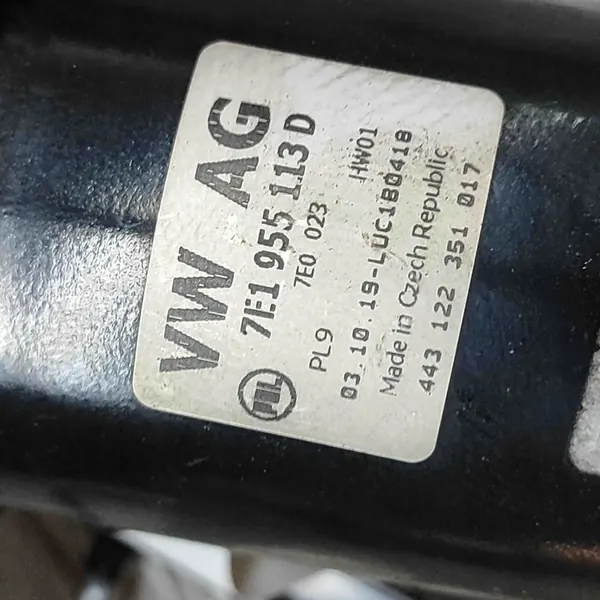 VW AG
7E1 955 113 D
7E0 023
PL9 HW01
03.10.19-LUC1B0418
Made in Czech Republic
443 122 351 017